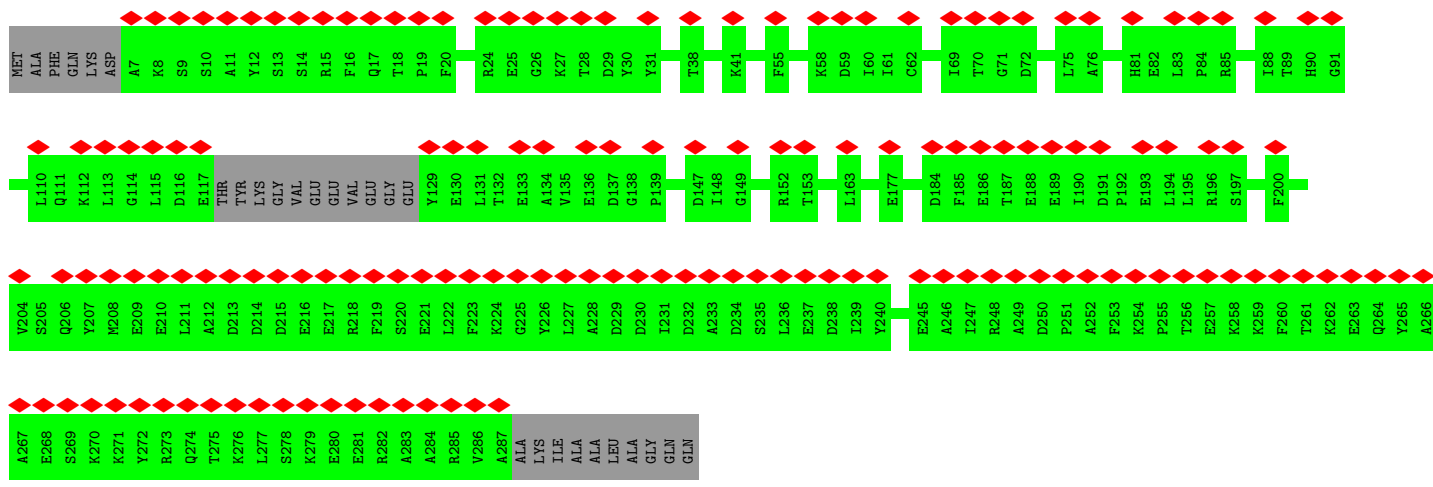 MET ALA PHE GLN LYS ASP A7 K8 S9 S10 A11 Y12 S13 S14 R15 F16 Q17 T18 P19 F20 R24 E25 G26 K27 T28 D29 Y30 Y31 T38 K41 F55 K58 D59 I60 I61 C62 I69 T70 G71 D72 L75 A76 H81 E82 L83 P84 R85 I88 T89 H90 G91
L110 Q111 K112 L113 G114 L115 D116 E117 THR TYR LYS GLY VAL GLU GLU VAL GLU GLY GLU Y129 E130 L131 T132 E133 A134 V135 E136 D137 G138 P139 D147 I148 G149 R152 T153 L163 E177 D184 F185 E186 T187 E188 E189 I190 D191 P192 E193 L194 L195 R196 S197 F200
V204 S205 Q206 Y207 M208 E209 E210 L211 A212 D213 D214 D215 E216 E217 R218 F219 S220 E221 L222 F223 K224 G225 Y226 L227 A228 D229 D230 I231 D232 A233 D234 S235 L236 E237 D238 I239 Y240 E245 A246 I247 R248 A249 D250 P251 A252 F253 K254 P255 T256 E257 K258 K259 F260 T261 K262 E263 Q264 Y265 A266
A267 E268 S269 K270 K271 Y272 R273 Q274 T275 K276 L277 S278 K279 E280 E281 R282 A283 A284 R285 V286 A287 ALA LYS ILE ALA ALA LEU ALA GLY GLN GLN